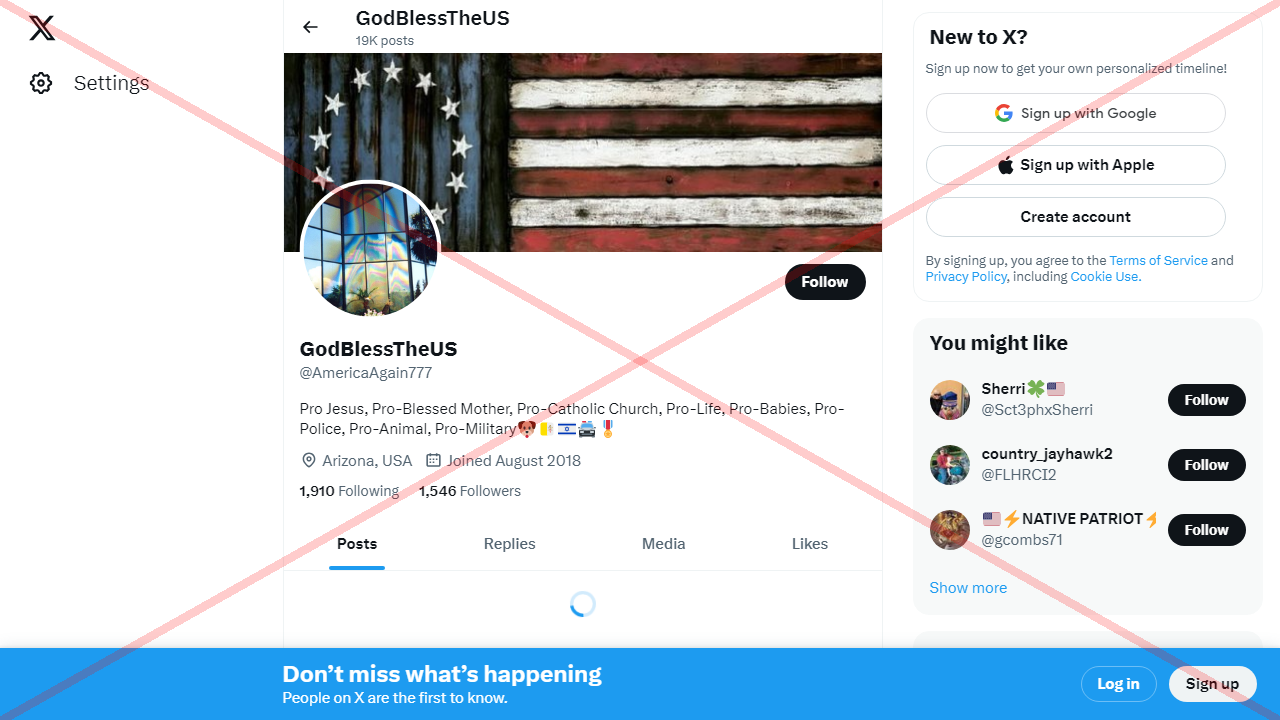 GodBlessTheUS
19K posts
Settings
Follow
GodBlessTheUS
@AmericaAgain777
Pro Jesus, Pro-Blessed Mother, Pro-Catholic Church, Pro-Life, Pro-Babies, Pro-
Police, Pro-Animal, Pro-Military🐶🇻🇦🇮🇱🚔🎖️
Arizona, USA Joined August 2018
1,910 Following 1,546 Followers
Posts Replies Media Likes
New to X?
Sign up now to get your own personalized timeline!
Sign up with Google
Sign up with Apple
Create account
By signing up, you agree to the Terms of Service and
Privacy Policy, including Cookie Use.
You might like
Sherri🍀🇺🇸
@Sct3phxSherri
Follow
country_jayhawk2
@FLHRCI2
Follow
🇺🇸⚡NATIVE PATRIOT⚡
@gcombs71
Follow
Show more
Don’t miss what’s happening
People on X are the first to know.
Log in
Sign up